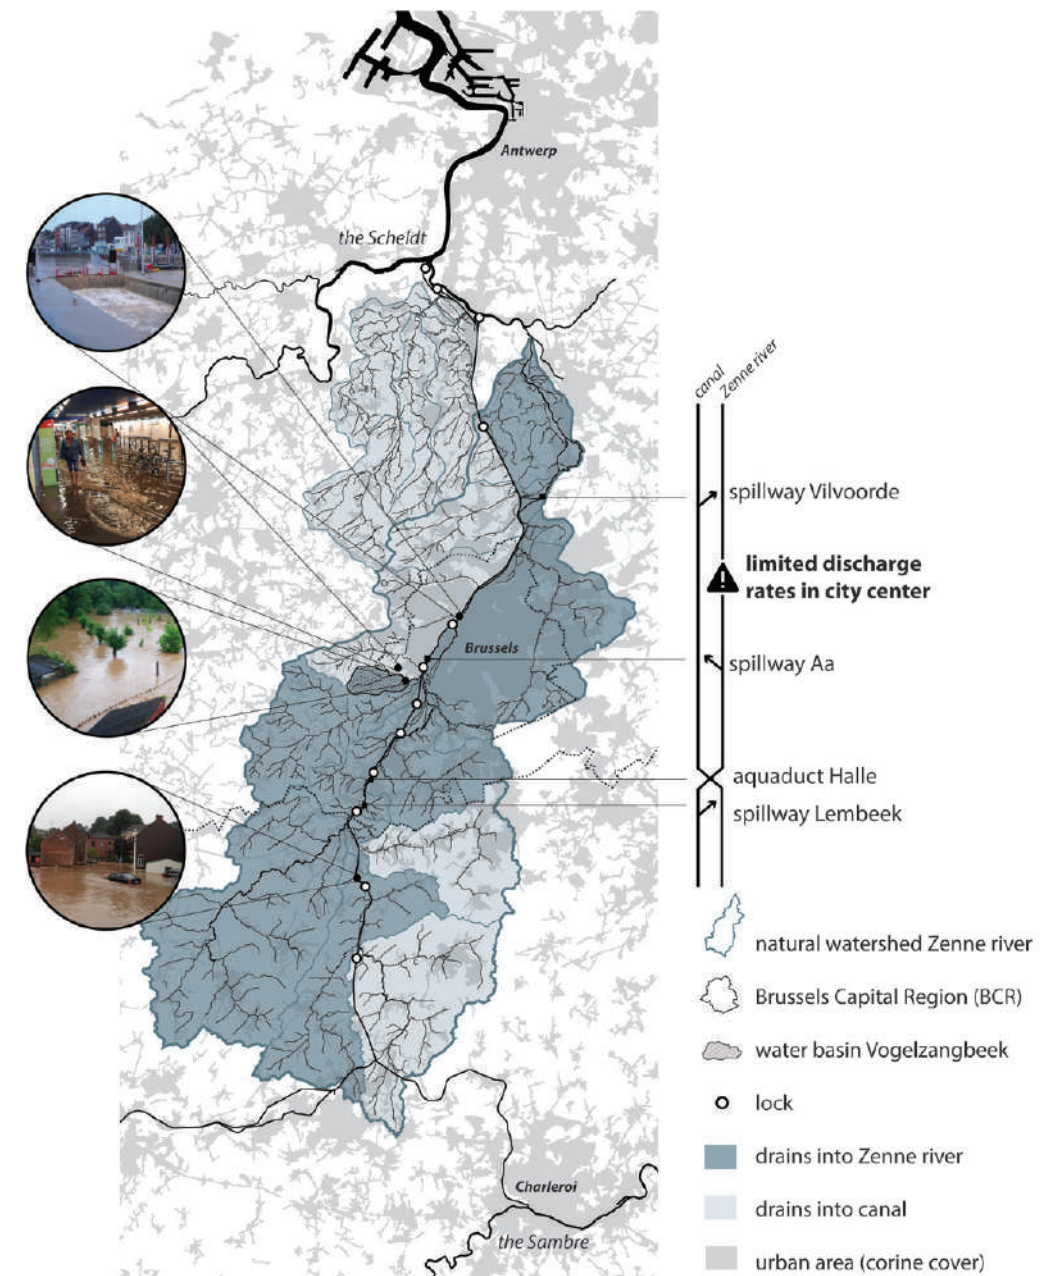 Antwerp
the Scheldt
canal
Zenne river
spillway Vilvoorde
limited discharge
rates in city center
Brussels
spillway Aa
aquaduct Halle
spillway Lembeek
natural watershed Zenne river
Brussels Capital Region (BCR)
water basin Vogelzangbeek
lock
drains into Zenne river
Charleroi
drains into canal
the Sambre
urban area (corine cover)